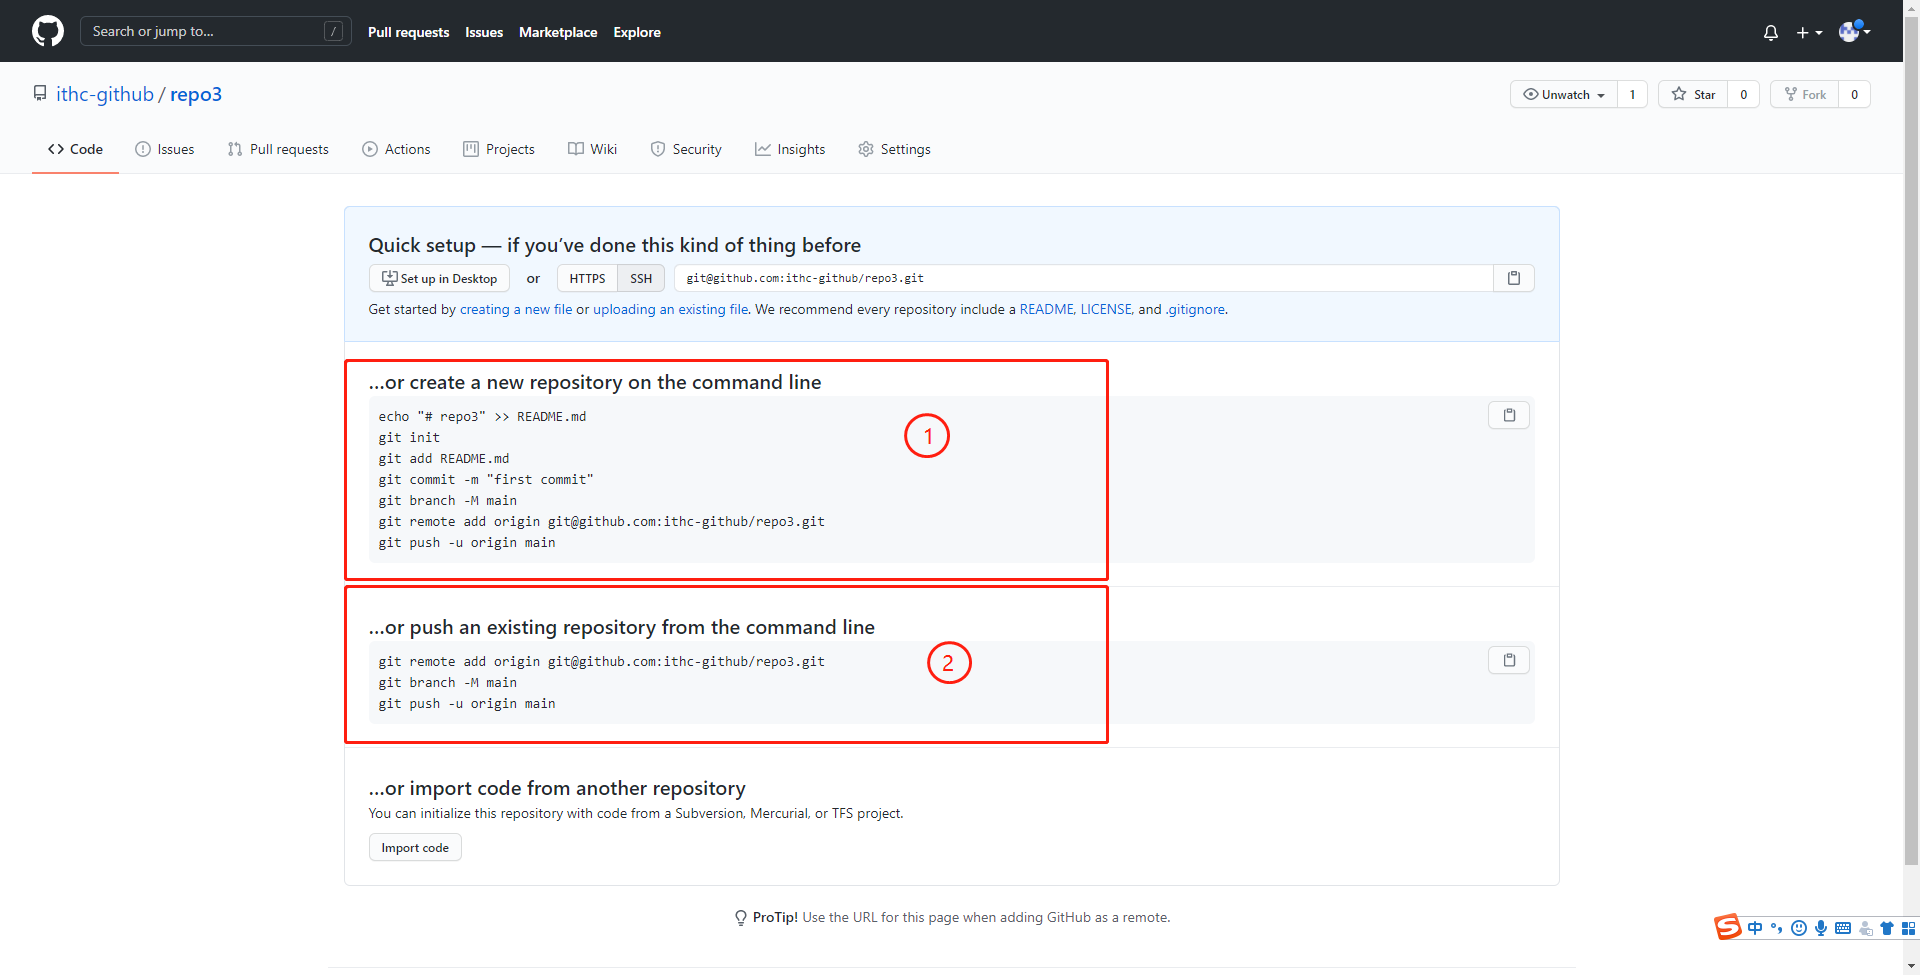 Search or jump to... /
Pull requests Issues Marketplace Explore
ithc-github / repo3
Unwatch 1 Star 0 Fork 0
Code Issues Pull requests Actions Projects Wiki Security Insights Settings
Quick setup — if you’ve done this kind of thing before
Set up in Desktop or HTTPS SSH git@github.com:ithc-github/repo3.git
Get started by creating a new file or uploading an existing file. We recommend every repository include a README, LICENSE, and .gitignore.
…or create a new repository on the command line
echo "# repo3" >> README.md
git init
git add README.md
git commit -m "first commit"
git branch -M main
git remote add origin git@github.com:ithc-github/repo3.git
git push -u origin main
1
…or push an existing repository from the command line
git remote add origin git@github.com:ithc-github/repo3.git
git branch -M main
git push -u origin main
2
…or import code from another repository
You can initialize this repository with code from a Subversion, Mercurial, or TFS project.
Import code
ProTip! Use the URL for this page when adding GitHub as a remote.
S 中